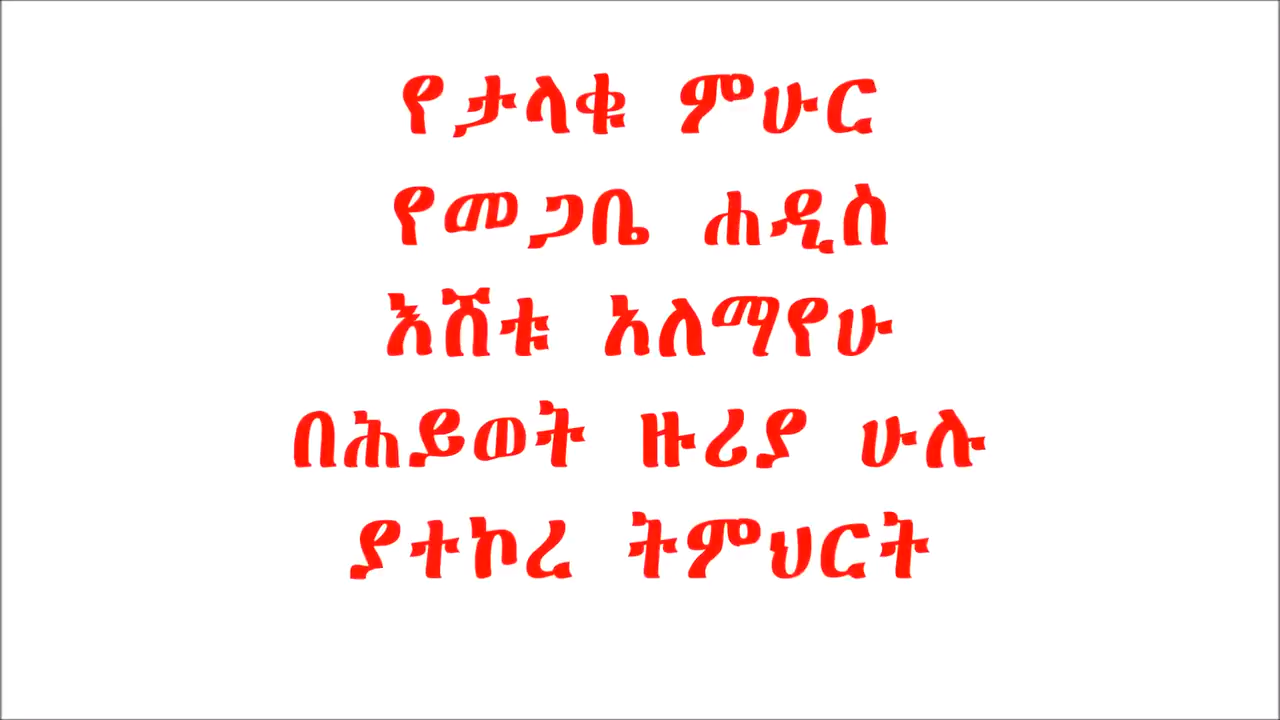 የታላቁ ምሁር
የመጋቤ ሐዲስ
እሸቱ አለማየሁ
በሕይወት ዙሪያ ሁሉ
ያተኮረ ትምህርት